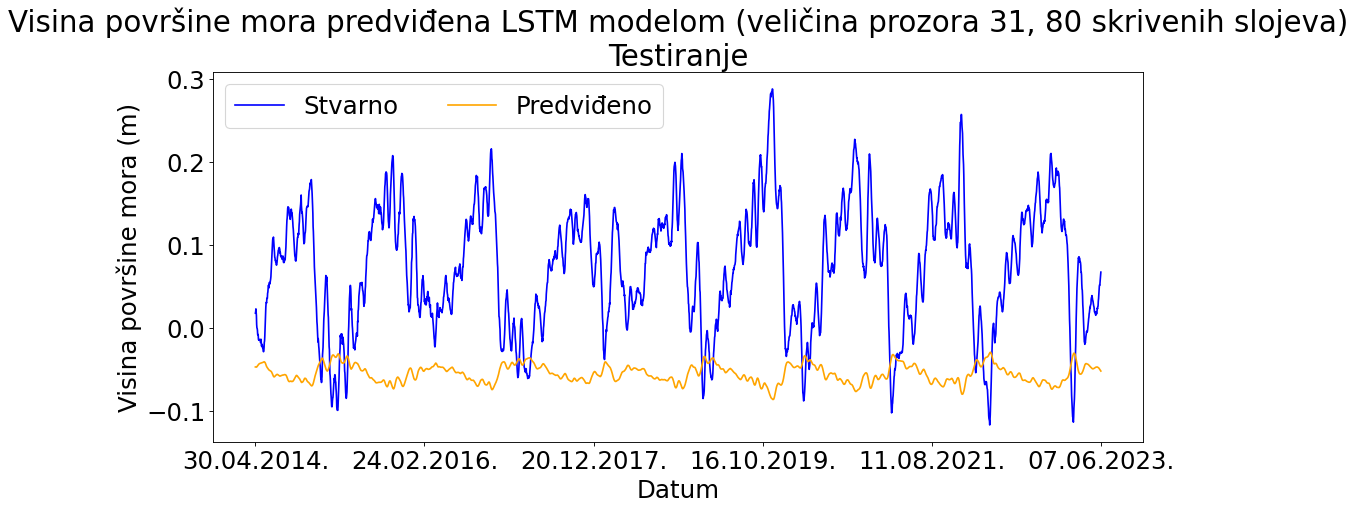 Visina površine mora predviđena LSTM modelom (veličina prozora 31, 80 skrivenih slojeva)
Testiranje
Stvarno
Predviđeno
Visina površine mora (m)
0.3
0.2
0.1
0.0
−0.1
30.04.2014.
24.02.2016.
20.12.2017.
16.10.2019.
11.08.2021.
07.06.2023.
Datum